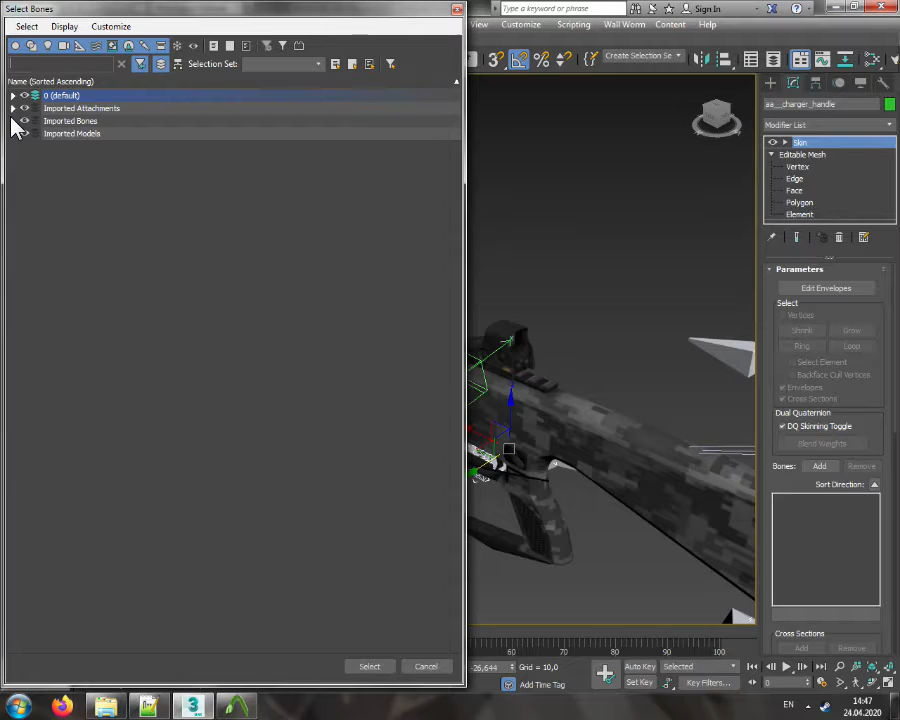 Select Bones
Select Display Customize
Selection Set:
Name (Sorted Ascending)
0 (default)
Imported Attachments
Imported Bones
Imported Models
Select Cancel
Type a keyword or phrase
Sign In
View Customize Scripting Wall Worm Content Help
Create Selection Se
aa__charger_handle
Modifier List
Skin
Editable Mesh
Vertex
Edge
Face
Polygon
Element
Parameters
Edit Envelopes
Select
Vertices
Shrink Grow
Ring Loop
Select Element
Backface Cull Vertices
Envelopes
Cross Sections
Dual Quaternion
DQ Skinning Toggle
Blend Weights
Bones: Add Remove
Sort Direction:
Cross Sections
Add Remove
60 70 80 90 100
-26,644 Grid = 10,0
Add Time Tag
Auto Key Selected
Set Key Key Filters...
0
EN
14:47
24.04.2020